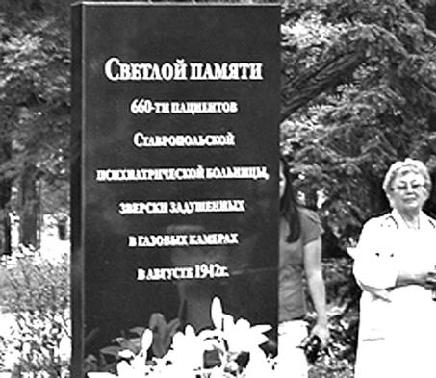 Светлой памяти
660-ти пациентов
Ставропольской
психиатрической больницы,
зверски задушенных
в газовых камерах
в августе 1942г.